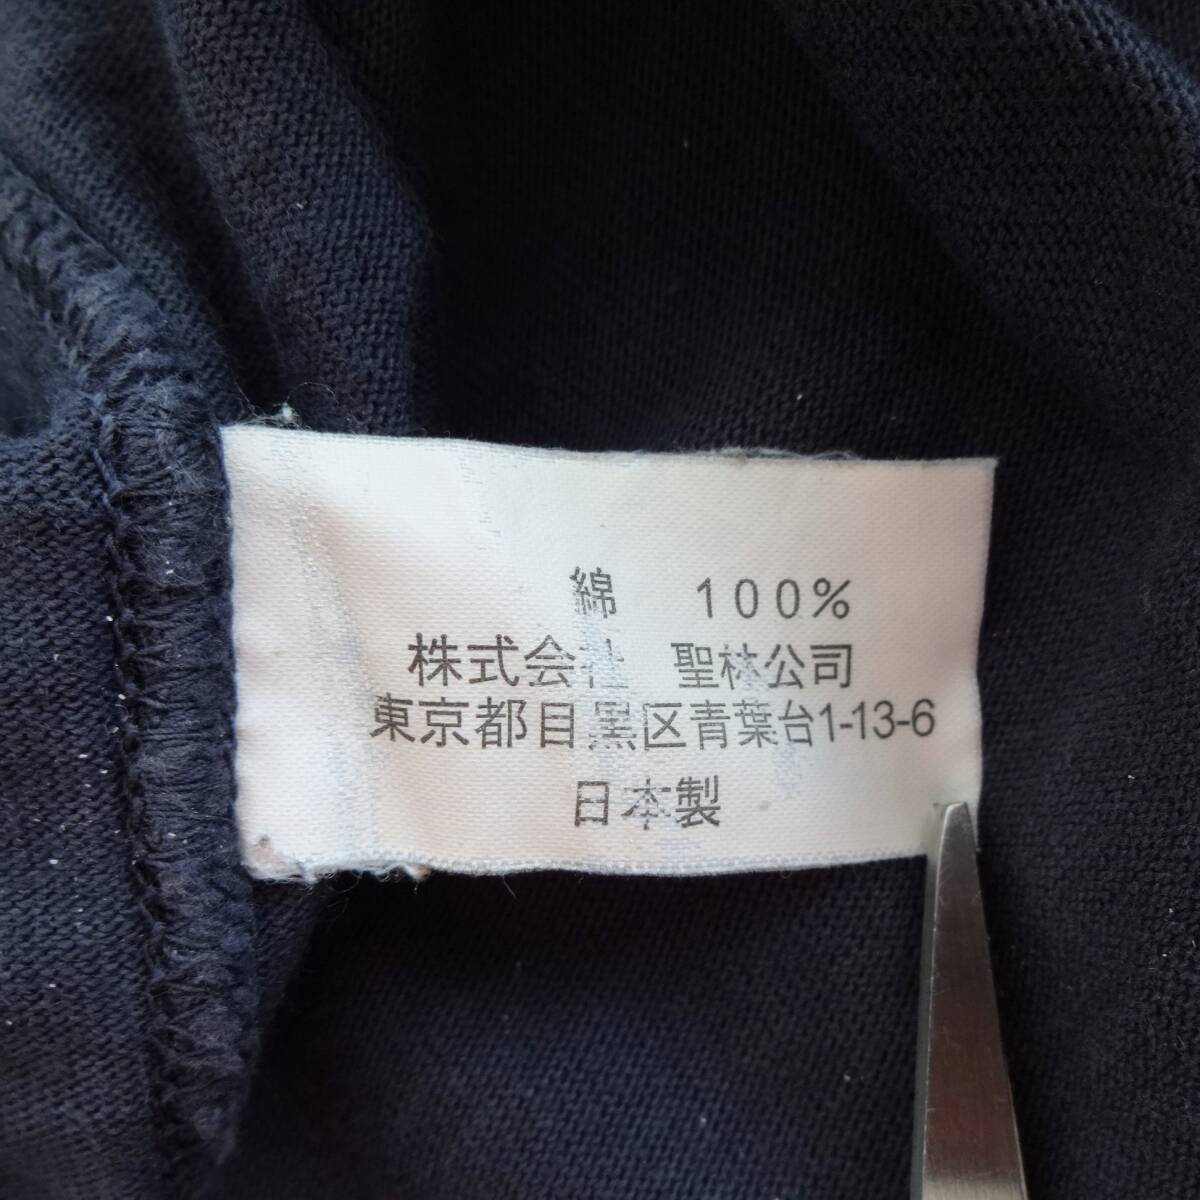 綿 100%
株式会社 聖林公司
東京都目黒区青葉台1-13-6
日本製